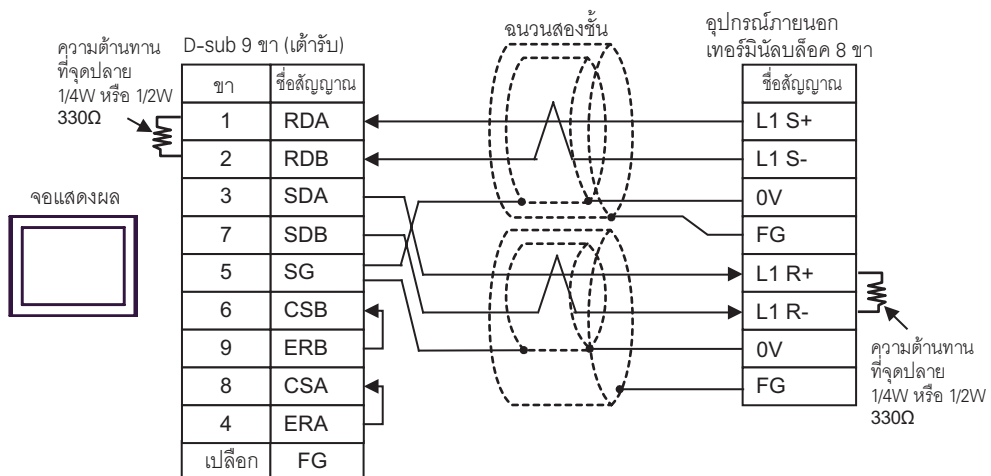 ความต้านทาน
ที่จุดปลาย
1/4W หรือ 1/2W
330Ω
จอแสดงผล
D-sub 9 ขา (เต้ารับ)
ขา ชื่อสัญญาณ
1 RDA
2 RDB
3 SDA
7 SDB
5 SG
6 CSB
9 ERB
8 CSA
4 ERA
เปลือก FG
ฉนวนสองชั้น
อุปกรณ์ภายนอก
เทอร์มินัลบล็อค 8 ขา
ชื่อสัญญาณ
L1 S+
L1 S-
0V
FG
L1 R+
L1 R-
0V
FG
ความต้านทาน
ที่จุดปลาย
1/4W หรือ 1/2W
330Ω